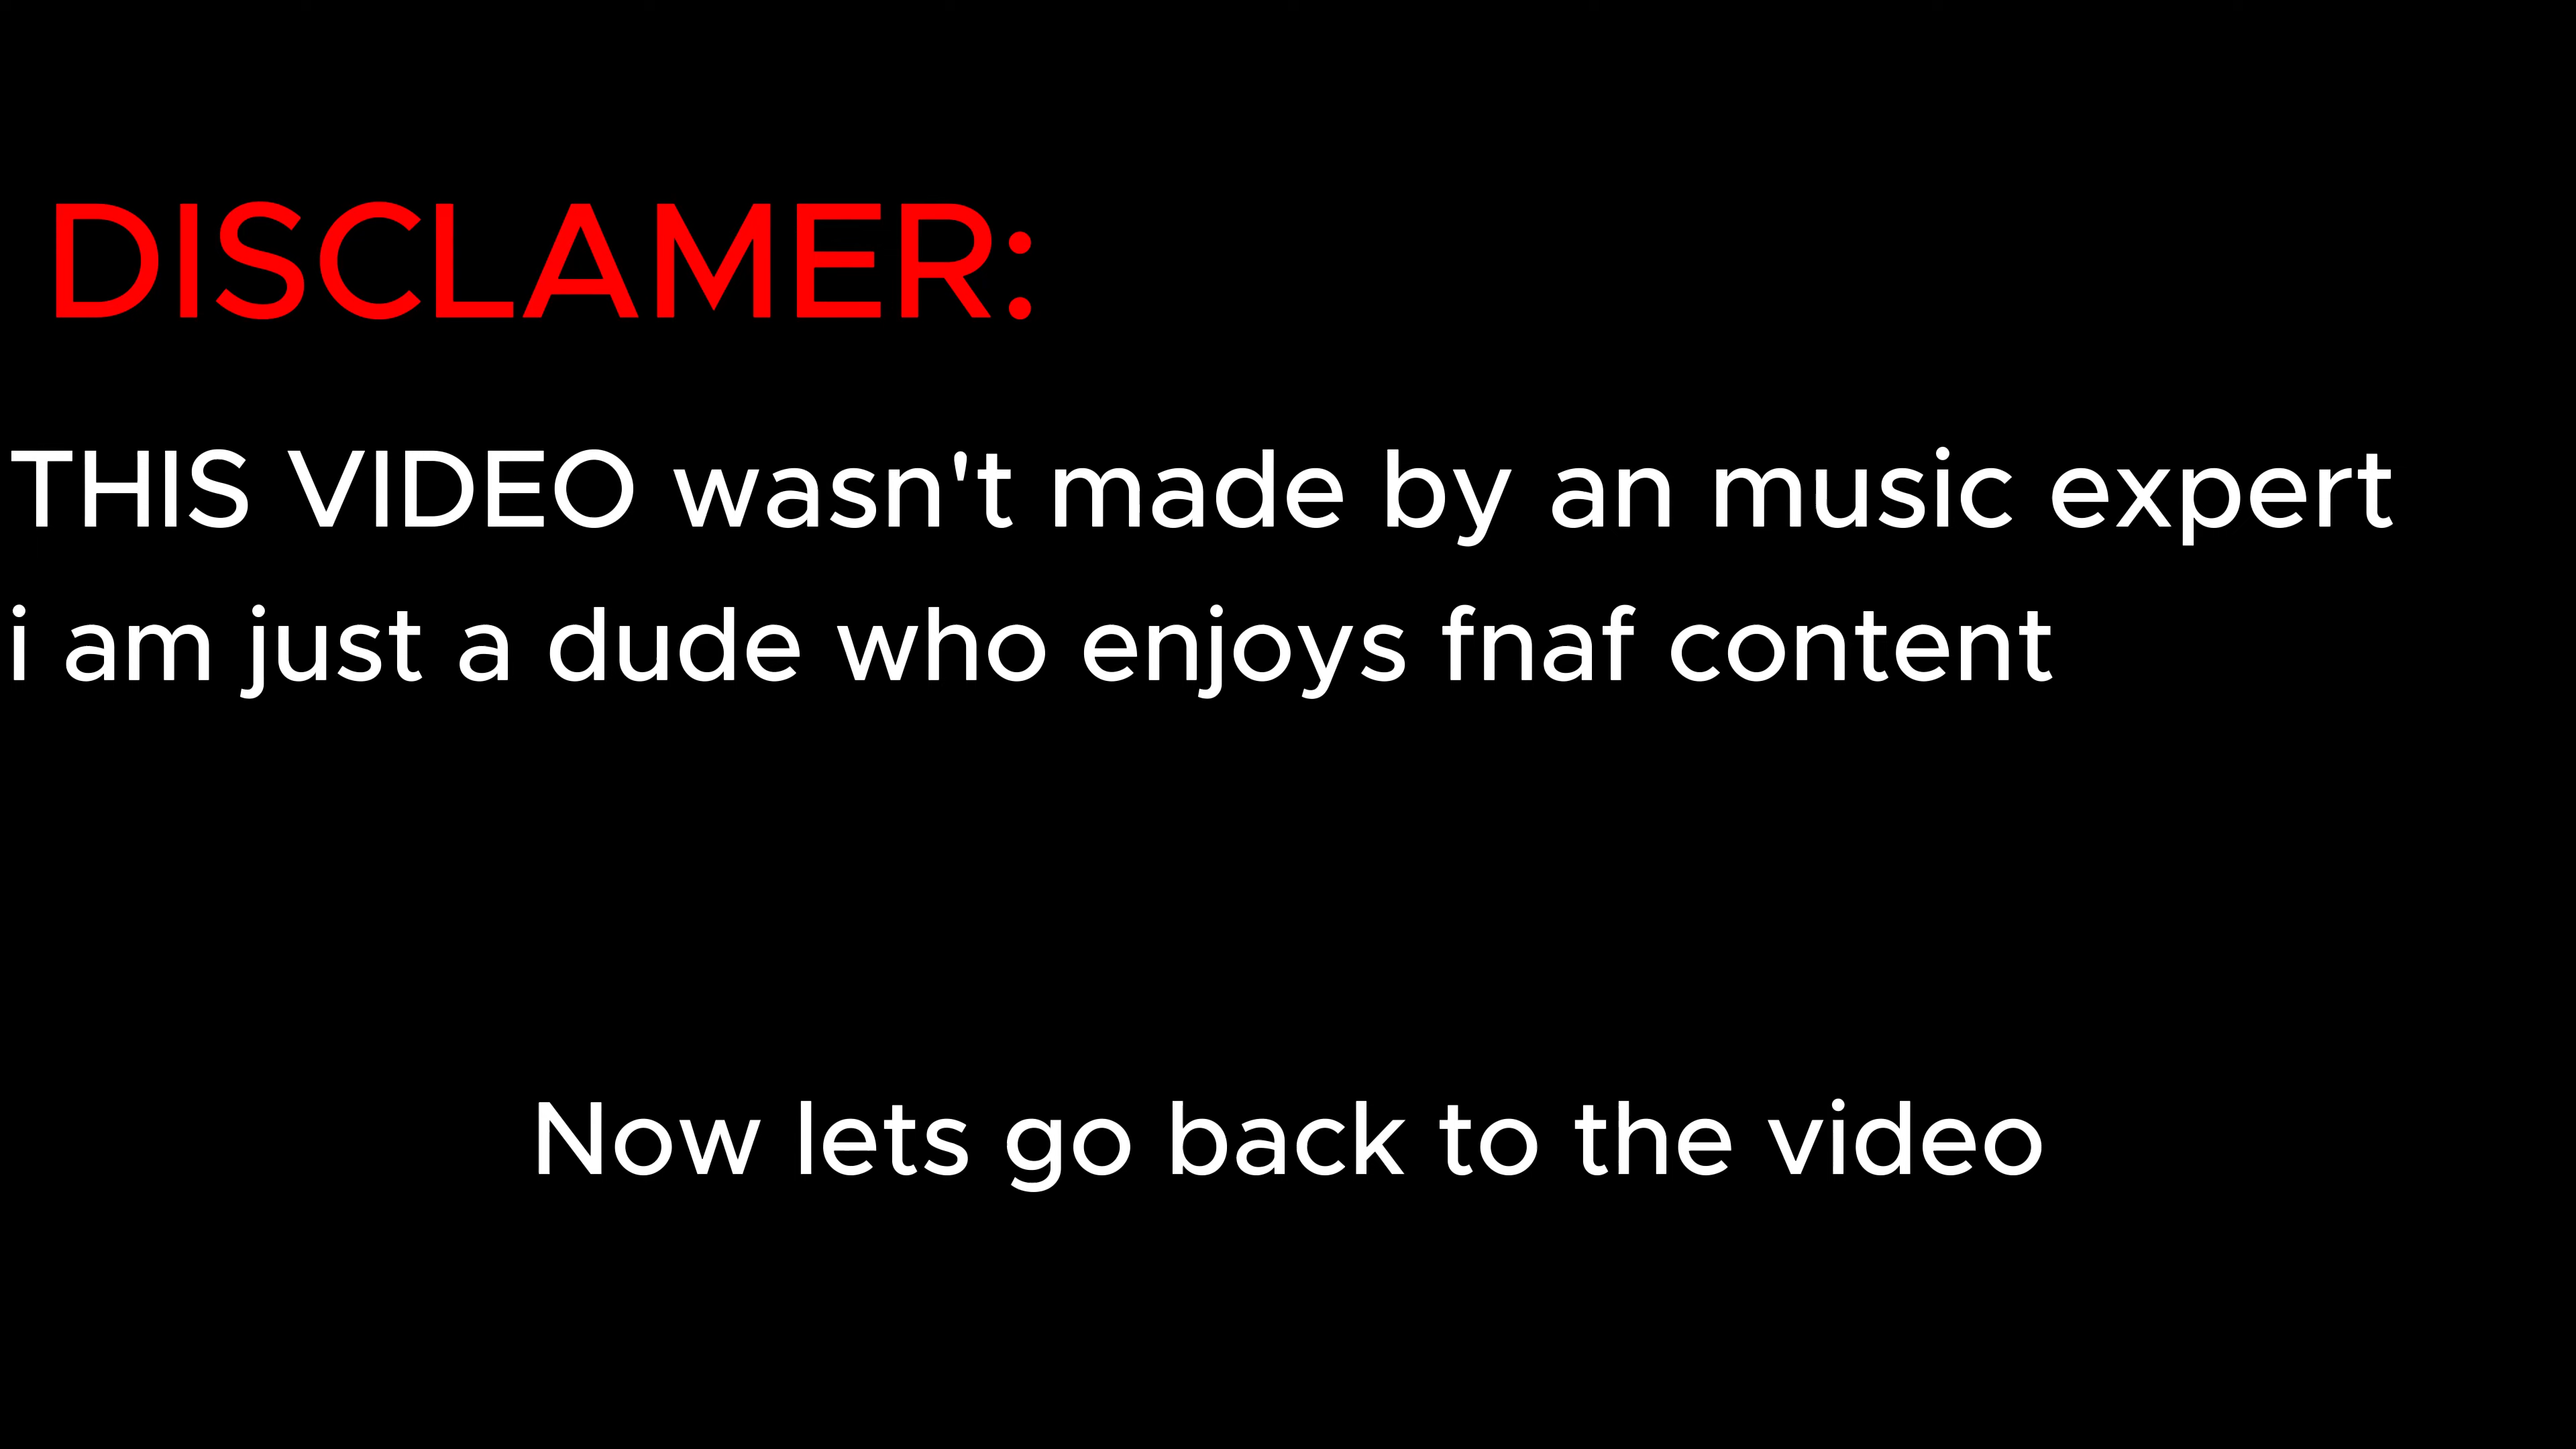 DISCLAMER:
THIS VIDEO wasn't made by an music expert
i am just a dude who enjoys fnaf content
Now lets go back to the video